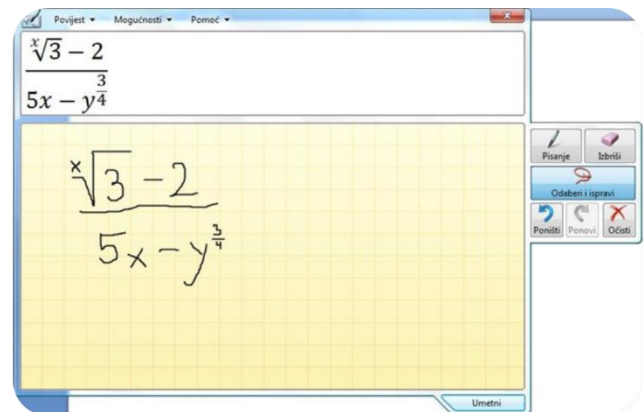 Povijest Mogućnosti Pomoć
ˣ√3 − 2
5x − y^(3/4)
ˣ√3 − 2
5x − y^(3/4)
Pisanje Izbriši
Odaberi i ispravi
Poništi Ponovi Očisti
Umetni